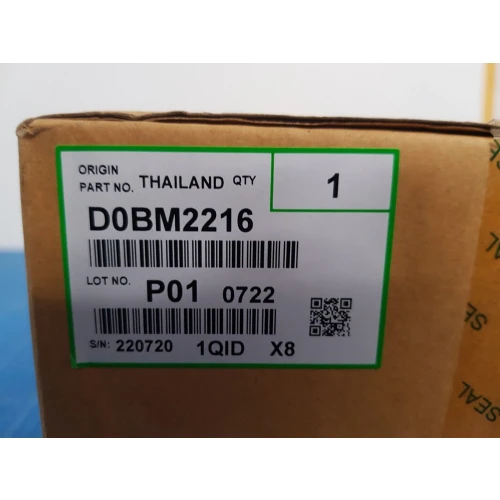 ORIGIN
PART NO. THAILAND QTY 1
D0BM2216
LOT NO. P01 0722
S/N: 220720 1QID X8
SEAL